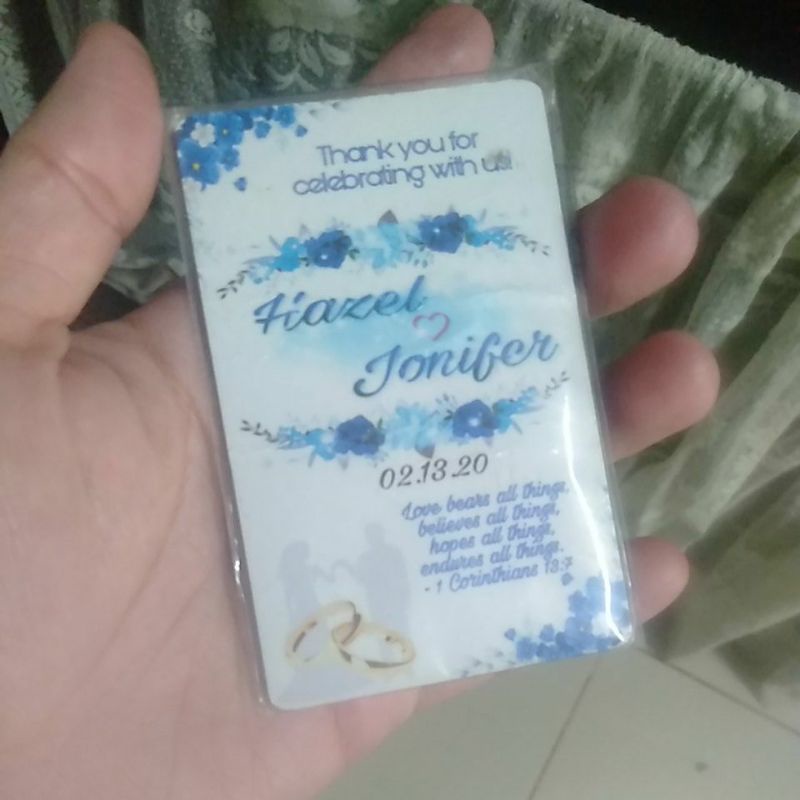 Thank you for
celebrating with us!
Hazel
Jonifer
02.13.20
Love bears all things,
believes all things,
hopes all things,
endures all things.
- 1 Corinthians 13:7